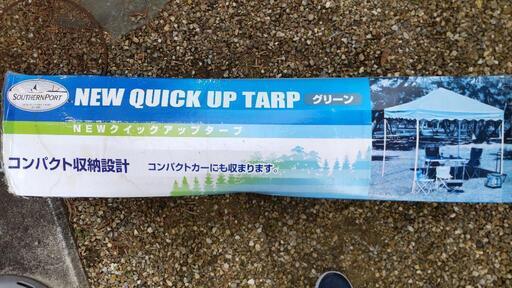 SOUTHERNPORT
NEW QUICK UP TARP グリーン
NEWクイックアップタープ
コンパクト収納設計 コンパクトカーにも収まります。